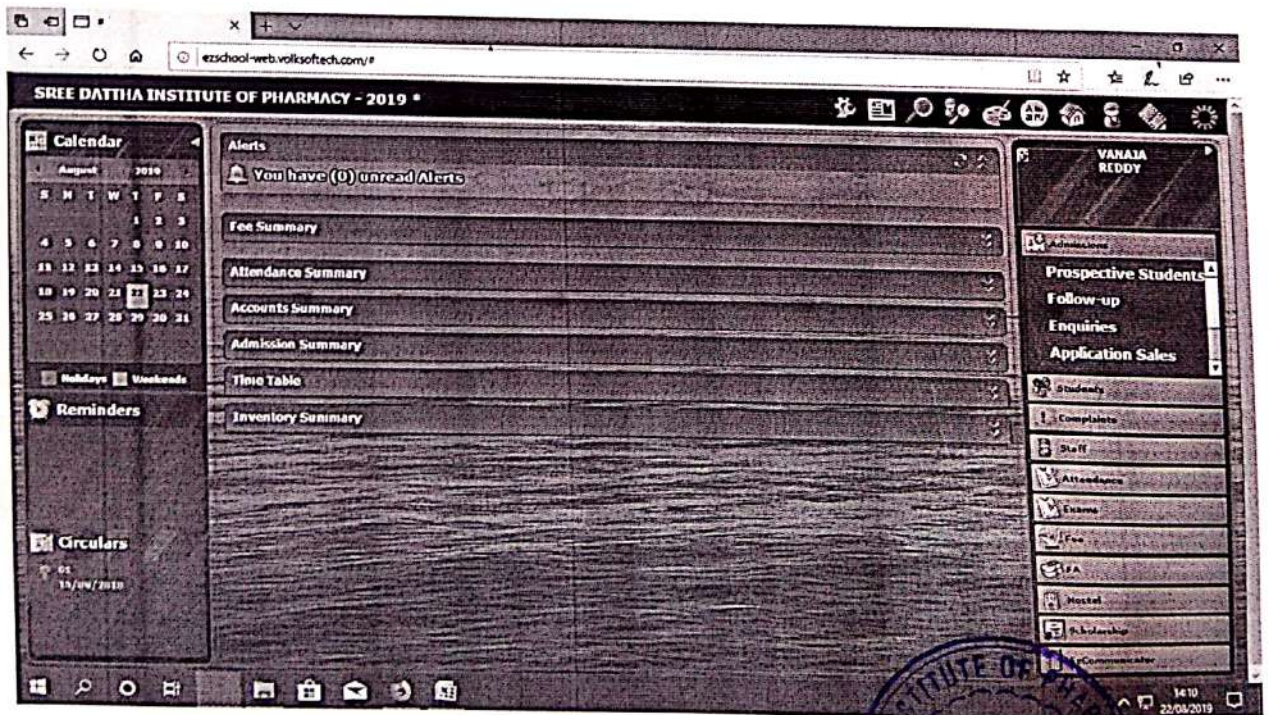 ezschool-web.volksoftech.com/#
SREE DATTHA INSTITUTE OF PHARMACY - 2019 *
Calendar
August 2019
S M T W T F S
1 2 3
4 5 6 7 8 9 10
11 12 13 14 15 16 17
18 19 20 21 22 23 24
25 26 27 28 29 30 31
Holidays Weekends
Reminders
Circulars
01
Alerts
You have (0) unread Alerts
Fee Summary
Attendance Summary
Accounts Summary
Admission Summary
Time Table
Inventory Summary
VANAJA
REDDY
Admissions
Prospective Students
Follow-up
Enquiries
Application Sales
Students
Complaints
Staff
Attendance
Exams
Fee
FA
Hostel
Scholarship
14:10
22/08/2019